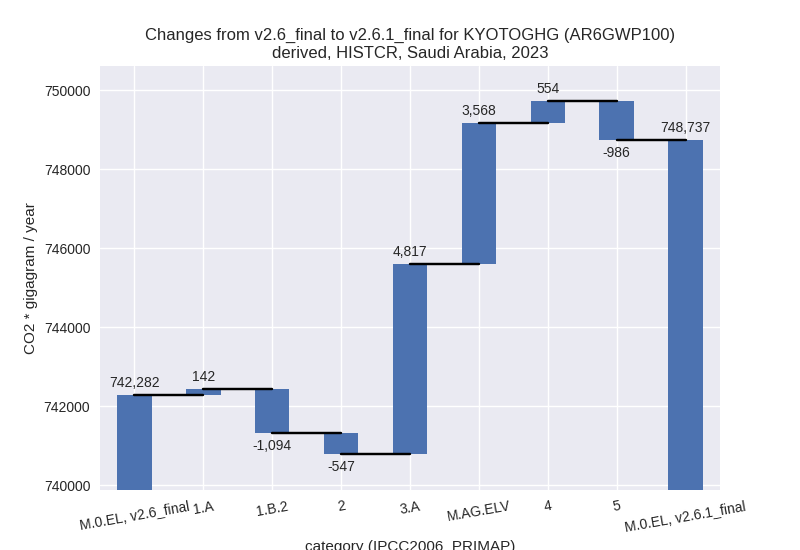 Changes from v2.6_final to v2.6.1_final for KYOTOGHG (AR6GWP100)
derived, HISTCR, Saudi Arabia, 2023
CO2 * gigagram / year
750000
748000
746000
744000
742000
740000
742,282
142
-1,094
-547
4,817
3,568
554
-986
748,737
M.0.EL, v2.6_final
1.A
1.B.2
2
3.A
M.AG.ELV
4
5
M.0.EL, v2.6.1_final
category (IPCC2006_PRIMAP)